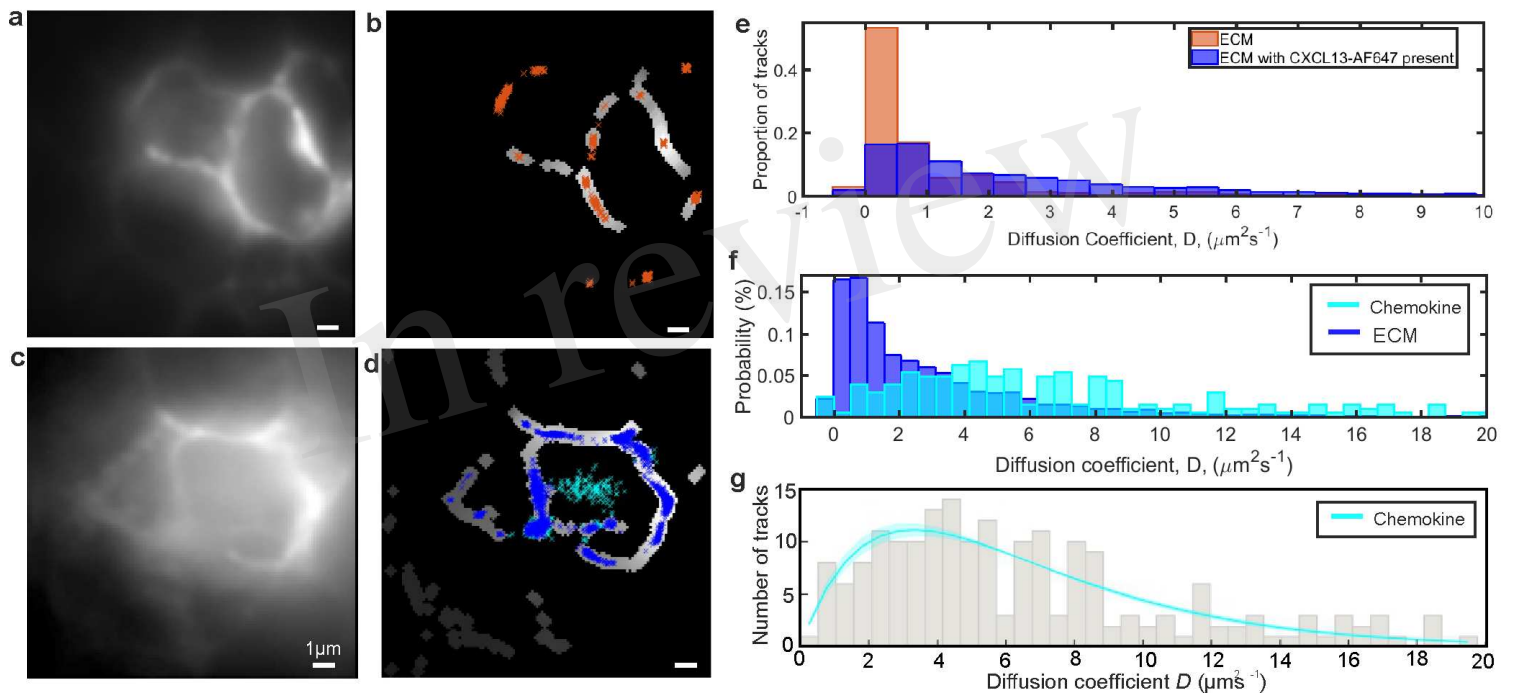 a
b
c
1μm
d
e
Proportion of tracks
0.4
0.2
0
ECM
ECM with CXCL13-AF647 present
-1 0 1 2 3 4 5 6 7 8 9 10
Diffusion Coefficient, D, (μm²s⁻¹)
f
Probability (%)
0.15
0.1
0.05
0
Chemokine
ECM
0 2 4 6 8 10 12 14 16 18 20
Diffusion coefficient, D, (μm²s⁻¹)
g
Number of tracks
15
10
5
0
Chemokine
0 2 4 6 8 10 12 14 16 18 20
Diffusion coefficient D (μms² ⁻¹)
In review